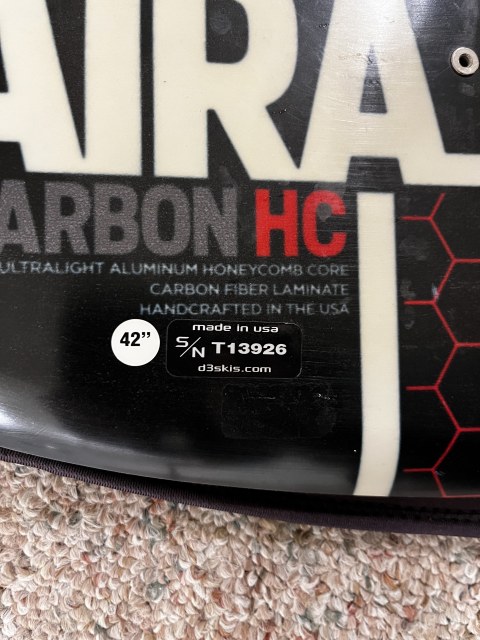 AIRA
ARBON HC
ULTRALIGHT ALUMINUM HONEYCOMB CORE
CARBON FIBER LAMINATE
HANDCRAFTED IN THE USA
42"
made in usa
S/N T13926
d3skis.com